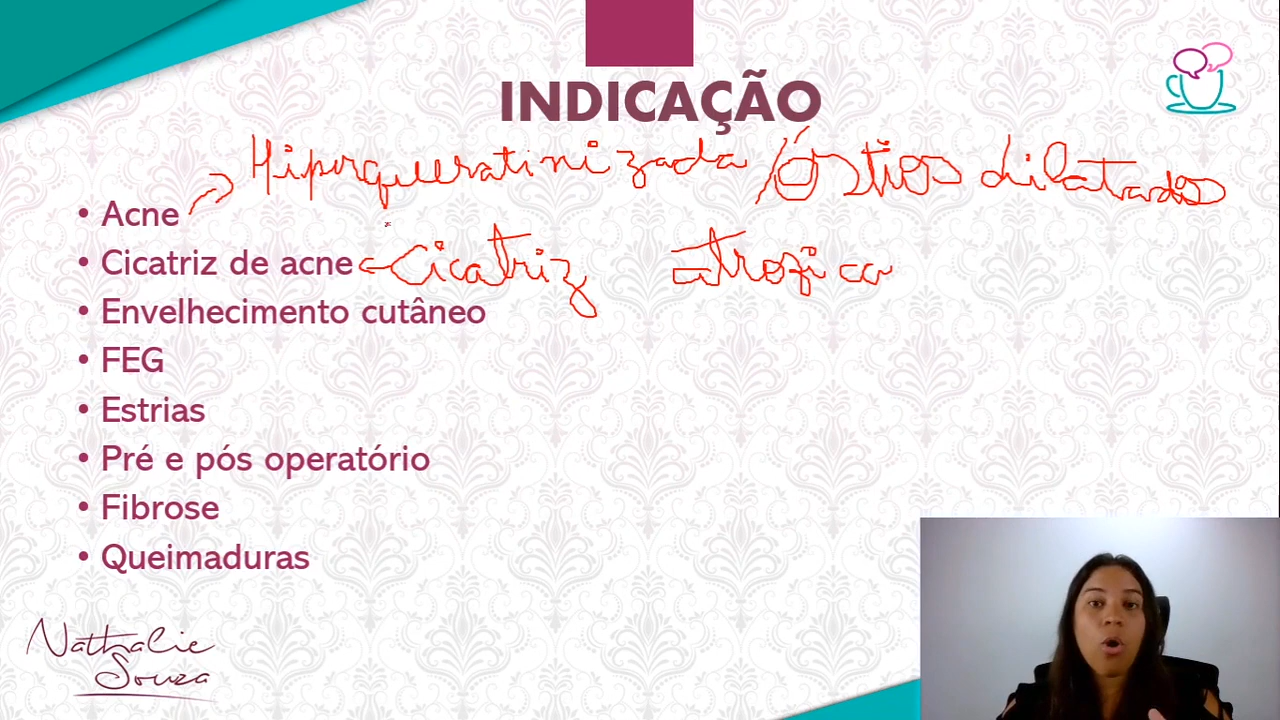 INDICAÇÃO
Hiperqueratinizada / Óstios dilatados
• Acne
• Cicatriz de acne
Cicatriz atrofica
• Envelhecimento cutâneo
• FEG
• Estrias
• Pré e pós operatório
• Fibrose
• Queimaduras
Nathalie
Souza